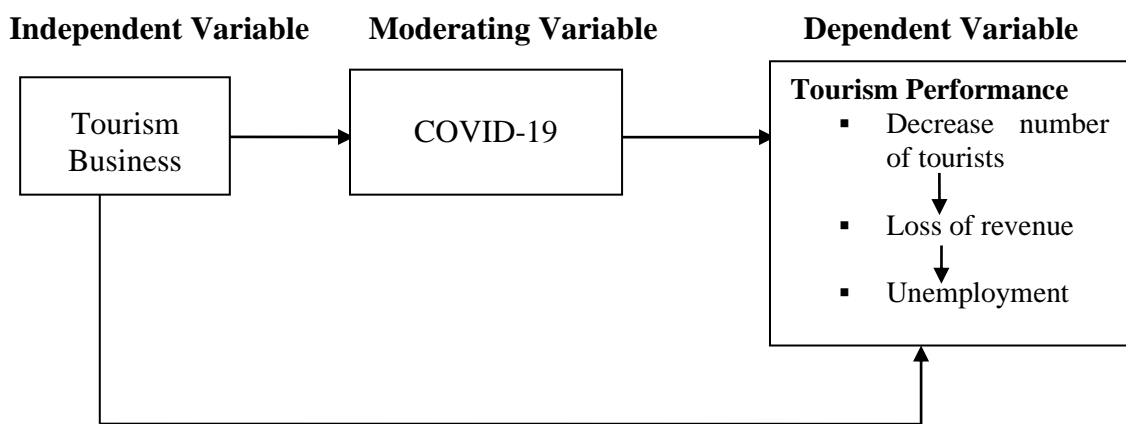 Independent Variable Moderating Variable Dependent Variable
Tourism
Business
COVID-19
Tourism Performance
▪ Decrease number
of tourists
▪ Loss of revenue
▪ Unemployment